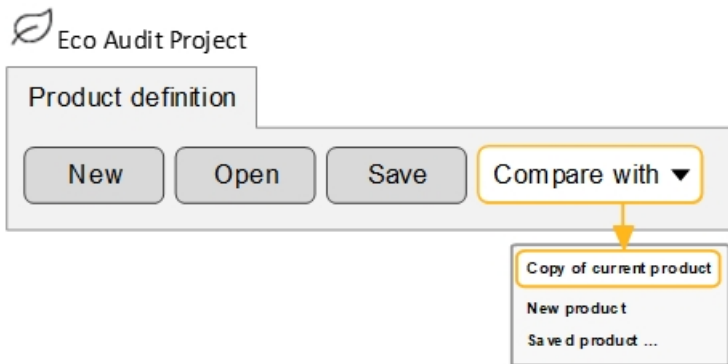 Eco Audit Project
Product definition
New Open Save Compare with
Copy of current product
New product
Saved product ...